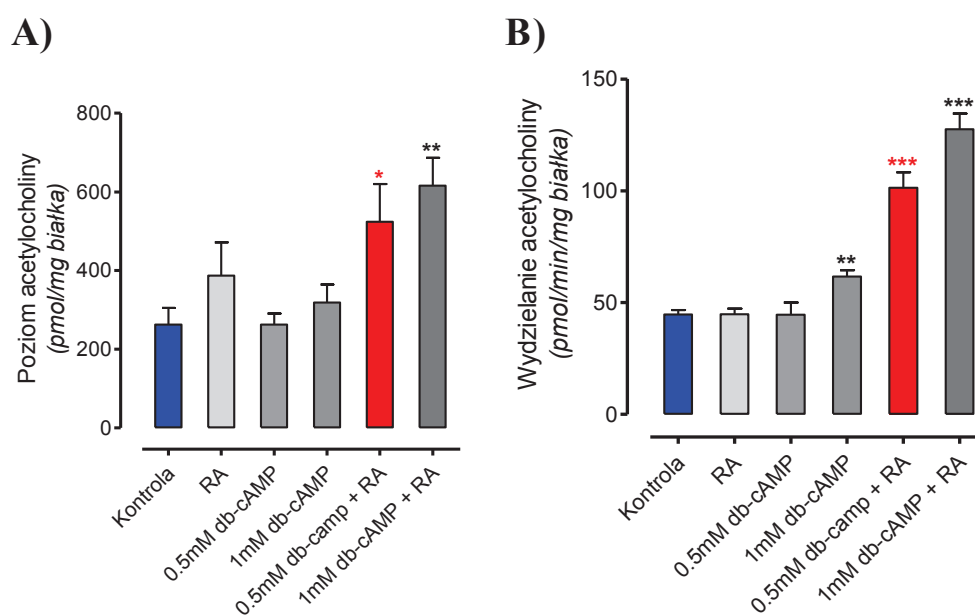 A)
Poziom acetylocholiny
(pmol/mg białka)
800
600
400
200
0
*
**
Kontrola
RA
0.5mM db-cAMP
1mM db-cAMP
0.5mM db-camp + RA
1mM db-cAMP + RA
B)
Wydzielanie acetylocholiny
(pmol/min/mg białka)
150
100
50
0
**
***
***
Kontrola
RA
0.5mM db-cAMP
1mM db-cAMP
0.5mM db-camp + RA
1mM db-cAMP + RA